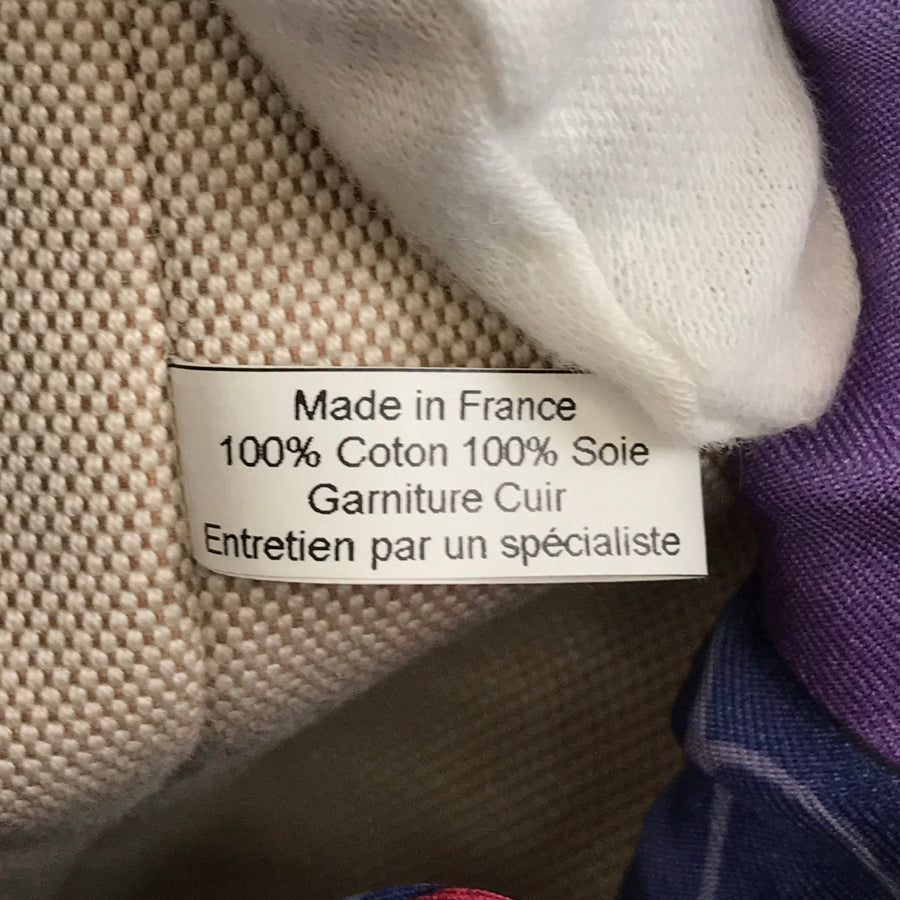 Made in France
100% Coton 100% Soie
Garniture Cuir
Entretien par un spécialiste